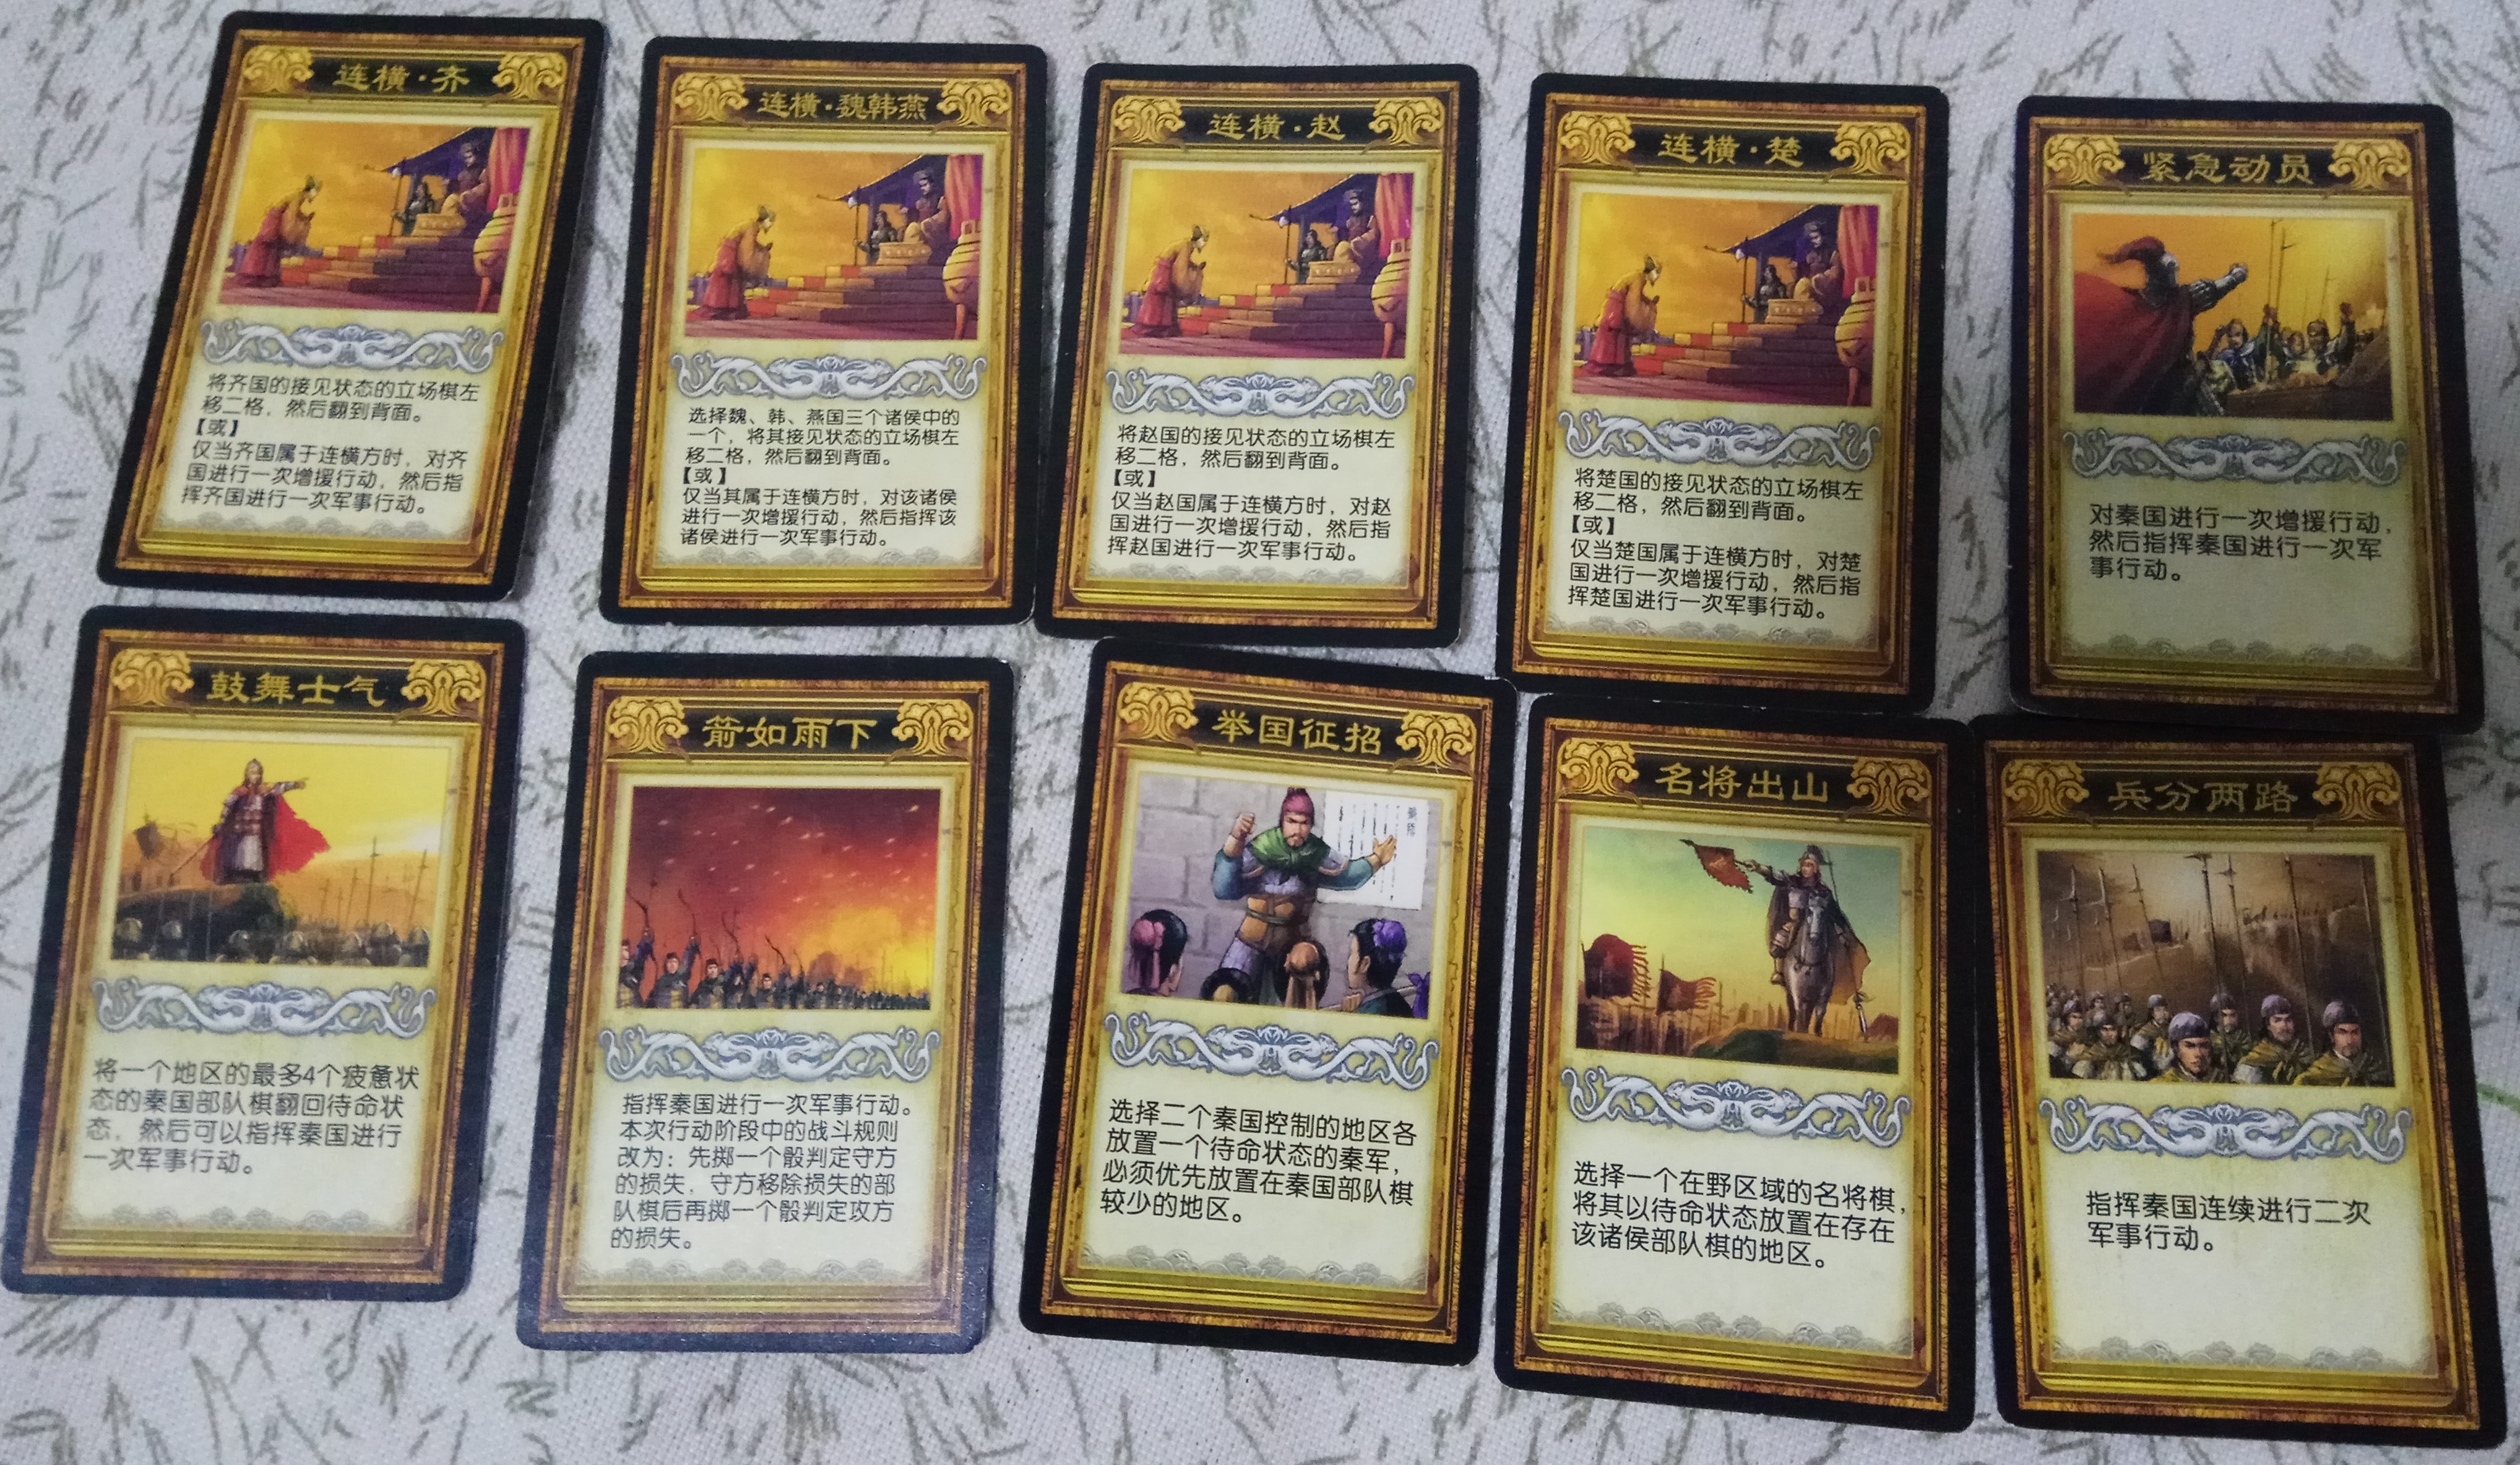 连横·齐
将齐国的接见状态的立场棋左
移二格，然后翻到背面。
【或】
仅当齐国属于连横方时，对齐
国进行一次增援行动，然后指
挥齐国进行一次军事行动。
连横·魏韩燕
选择魏、韩、燕国三个诸侯中的
一个，将其接见状态的立场棋左
移二格，然后翻到背面。
【或】
仅当其属于连横方时，对该诸侯
进行一次增援行动，然后指挥该
诸侯进行一次军事行动。
连横·赵
将赵国的接见状态的立场棋左
移二格，然后翻到背面。
【或】
仅当赵国属于连横方时，对赵
国进行一次增援行动，然后指
挥赵国进行一次军事行动。
连横·楚
将楚国的接见状态的立场棋左
移二格，然后翻到背面。
【或】
仅当楚国属于连横方时，对楚
国进行一次增援行动，然后指
挥楚国进行一次军事行动。
紧急动员
对秦国进行一次增援行动，
然后指挥秦国进行一次军
事行动。
鼓舞士气
将一个地区的最多4个疲惫状
态的秦国部队棋翻回待命状
态，然后可以指挥秦国进行
一次军事行动。
箭如雨下
指挥秦国进行一次军事行动。
本次行动阶段中的战斗规则
改为：先掷一个骰判定守方
的损失，守方移除损失的部
队棋后再掷一个骰判定攻方
的损失。
举国征招
选择二个秦国控制的地区各
放置一个待命状态的秦军，
必须优先放置在秦国部队棋
较少的地区。
名将出山
选择一个在野区域的名将棋，
将其以待命状态放置在存在
该诸侯部队棋的地区。
兵分两路
指挥秦国连续进行二次
军事行动。